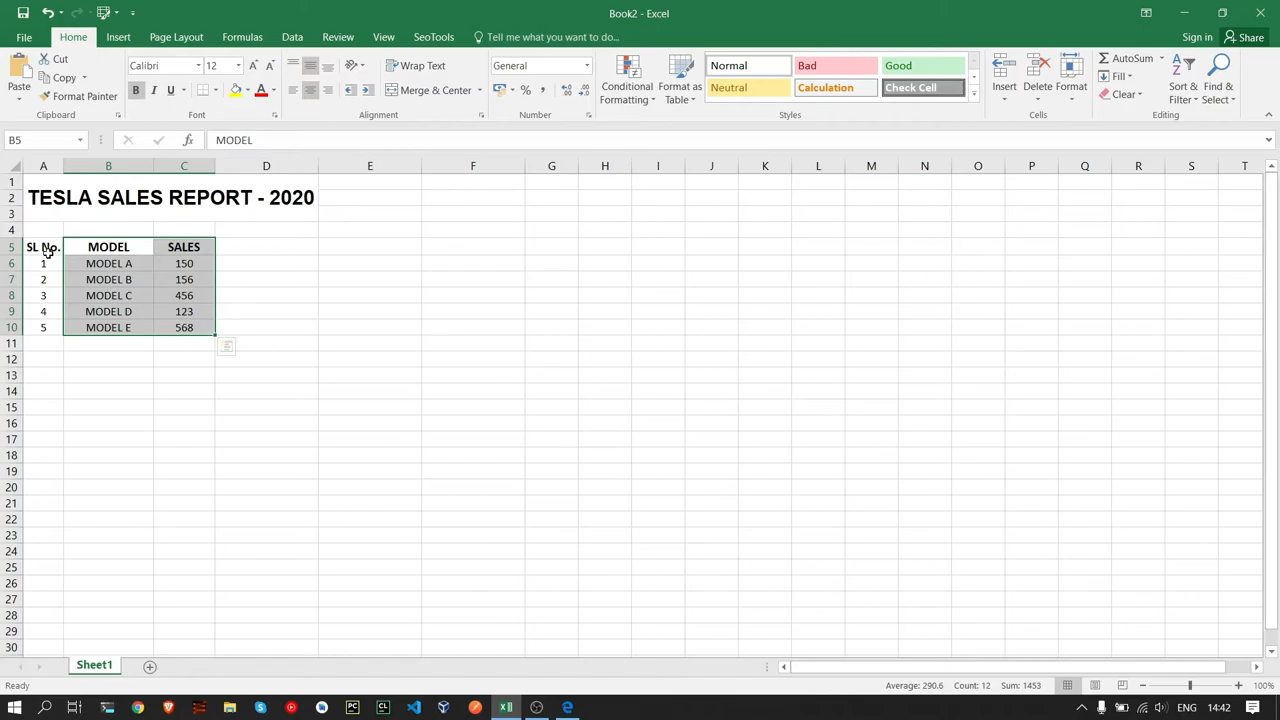 Book2 - Excel
File Home Insert Page Layout Formulas Data Review View SeoTools Tell me what you want to do... Sign in Share
Paste Cut Copy Format Painter Clipboard
Calibri 12 B I U Font
Wrap Text Merge & Center Alignment
General % Number
Conditional Formatting Format as Table Normal Bad Good Neutral Calculation Check Cell Styles
Insert Delete Format Cells
AutoSum Fill Clear Sort & Filter Find & Select Editing
B5 fx MODEL
A B C D E F G H I J K L M N O P Q R S T
1
2 TESLA SALES REPORT - 2020
3
4
5 SL No. MODEL SALES
6 1 MODEL A 150
7 2 MODEL B 156
8 3 MODEL C 456
9 4 MODEL D 123
10 5 MODEL E 568
11
12
13
14
15
16
17
18
19
20
21
22
23
24
25
26
27
28
29
30
Sheet1
Ready Average: 290.6 Count: 12 Sum: 1453 100%
14:42